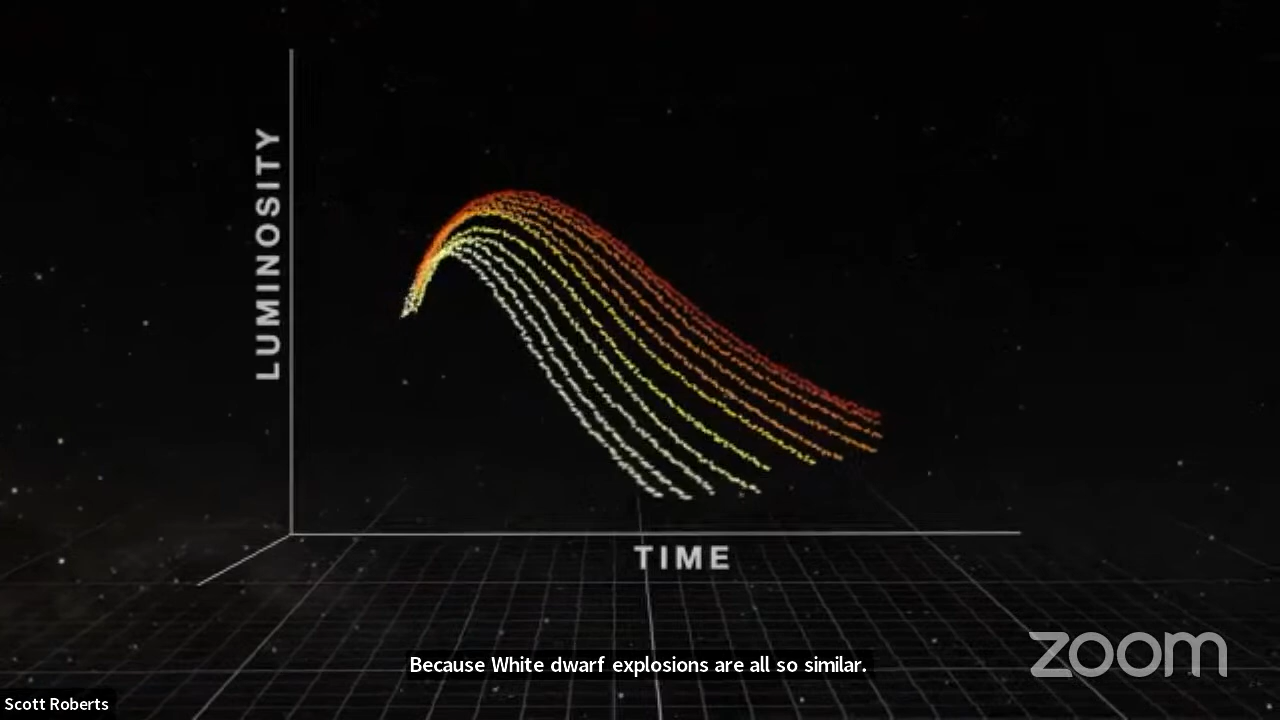 LUMINOSITY
TIME
zoom
Because White dwarf explosions are all so similar.
Scott Roberts